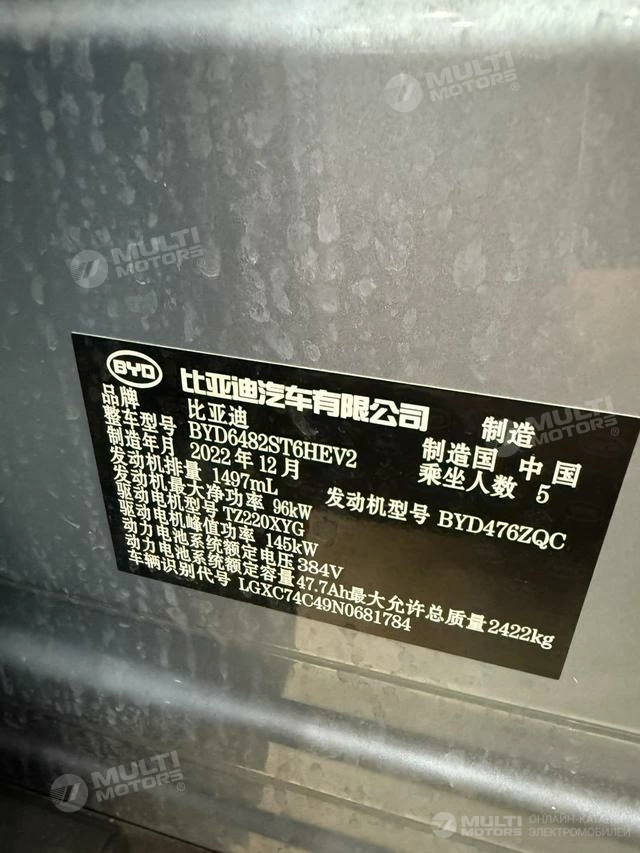 MULTI MOTORS
MULTI MOTORS
BYD 比亚迪汽车有限公司 制造
品牌 比亚迪
整车型号 BYD6482ST6HEV2 制造国 中国
制造年月 2022年12月 乘坐人数 5
发动机排量 1497mL
发动机最大净功率 96kW 发动机型号 BYD476ZQC
驱动电机型号 TZ220XYG
驱动电机峰值功率 145kW
动力电池系统额定电压 384V
动力电池系统额定容量 47.7Ah 最大允许总质量 2422kg
车辆识别代号 LGXC74C49N0681784
MULTI MOTORS
MULTI MOTORS
MULTI MOTORS ОНЛАЙН-КАТАЛОГ ЭЛЕКТРОМОБИЛЕЙ